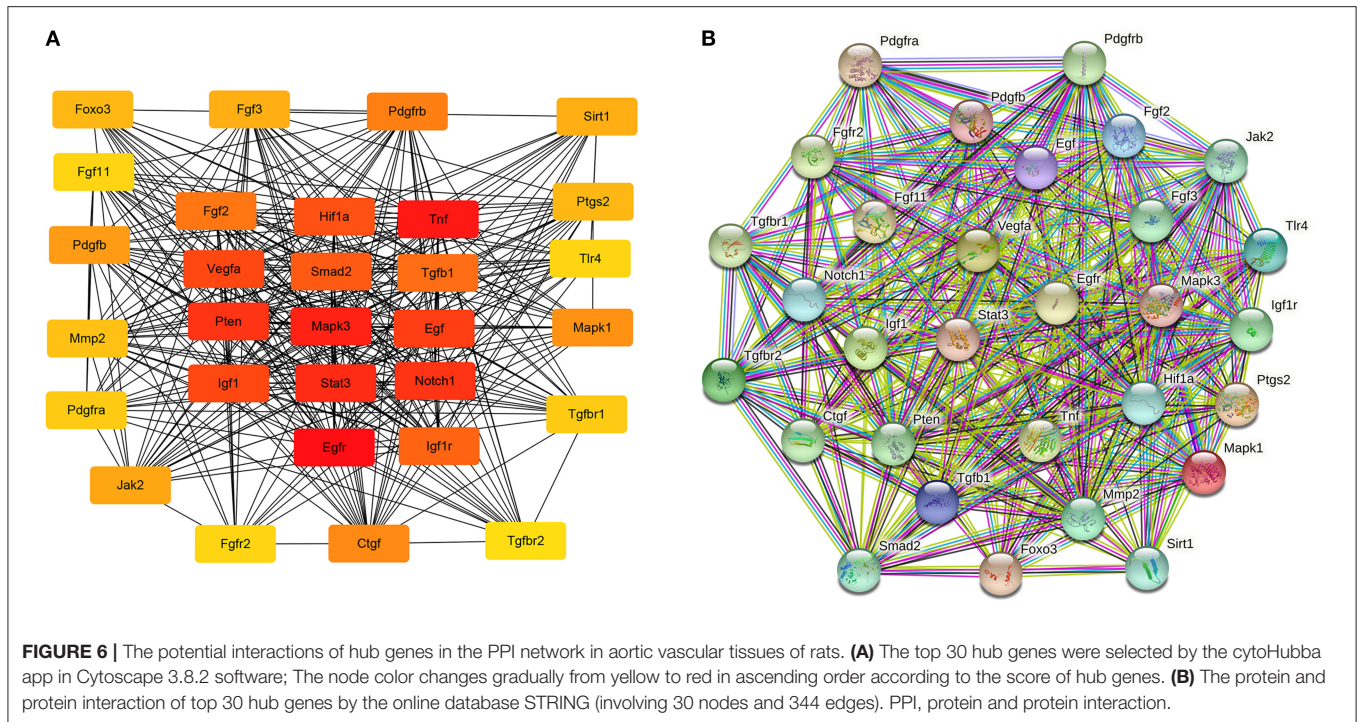 A
Foxo3
Fgf3
Pdgfrb
Sirt1
Fgf11
Fgf2
Hif1a
Tnf
Ptgs2
Pdgfb
Vegfa
Smad2
Tgfb1
Tlr4
Mmp2
Pten
Mapk3
Egf
Mapk1
Pdgfra
Igf1
Stat3
Notch1
Tgfbr1
Egfr
Igf1r
Jak2
Fgfr2
Ctgf
Tgfbr2
B
Pdgfra
Pdgfrb
Pdgfb
Fgf2
Fgfr2
Egf
Jak2
Fgf11
Fgf3
Tgfbr1
Vegfa
Tlr4
Notch1
Egfr
Mapk3
Igf1r
Igf1
Stat3
Tgfbr2
Hif1a
Ptgs2
Ctgf
Pten
Tnf
Mapk1
Tgfb1
Mmp2
Smad2
Foxo3
Sirt1
FIGURE 6 | The potential interactions of hub genes in the PPI network in aortic vascular tissues of rats. (A) The top 30 hub genes were selected by the cytoHubba
app in Cytoscape 3.8.2 software; The node color changes gradually from yellow to red in ascending order according to the score of hub genes. (B) The protein and
protein interaction of top 30 hub genes by the online database STRING (involving 30 nodes and 344 edges). PPI, protein and protein interaction.